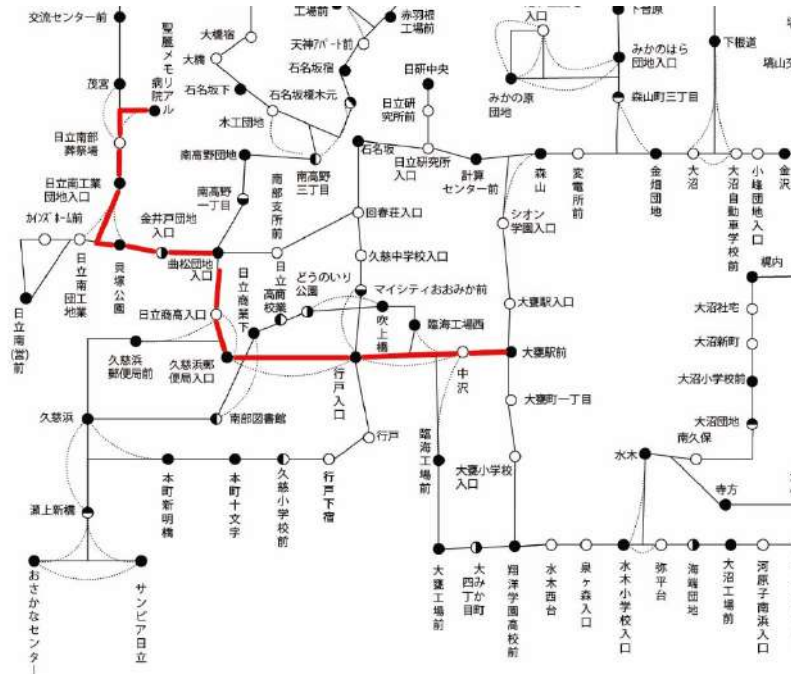 交流センター前
聖麗メモリアル
病院
茂宮
日立南部
葬祭場
日立南工業
団地入口
カインズホーム前
日立南
団工
地業
日立南(営)前
貝塚公園
金井戸団地
入口
曲松団地
入口
大橋宿
大橋
石名坂下
木工団地
工場前
赤羽根
工場前
天神アパート前
石名坂宿
石名坂榎木元
南高野団地
南高野
一丁目
南高野
三丁目
南部
支所前
日立
高商
校業
日立商業下
日立商高入口
どうのいり
公園
久慈浜
郵便局前
久慈浜郵
便局入口
久慈浜
南部図書館
瀬上新橋
おさかなセンター
サンピア日立
本町新明橋
本町十文字
久慈小学校前
行戸下宿
行戸
行戸入口
石名坂
回春荘入口
久慈中学校入口
マイシティおおみか前
吹上橋
臨海工場西
中沢
大甕駅前
日研中央
日立研
究所前
日立研究所
入口
計算
センター前
森山
シオン
学園入口
大甕駅入口
大甕町一丁目
大甕小学校
入口
臨海工場前
大甕工場前
大みか町
四丁目
翔洋学園高校前
水木西台
泉ヶ森入口
水木小学校入口
弥平台
海端団地
大沼工場前
河原子南浜入口
入口
みかの原
団地
下台原
みかのはら
団地入口
森山町三丁目
変電所前
金畑団地
大沼
大沼自動車学校前
小峰団地入口
金沢
下根道
塙山交
梶内
大沼社宅
大沼新町
大沼小学校前
大沼団地
南久保
水木
寺方